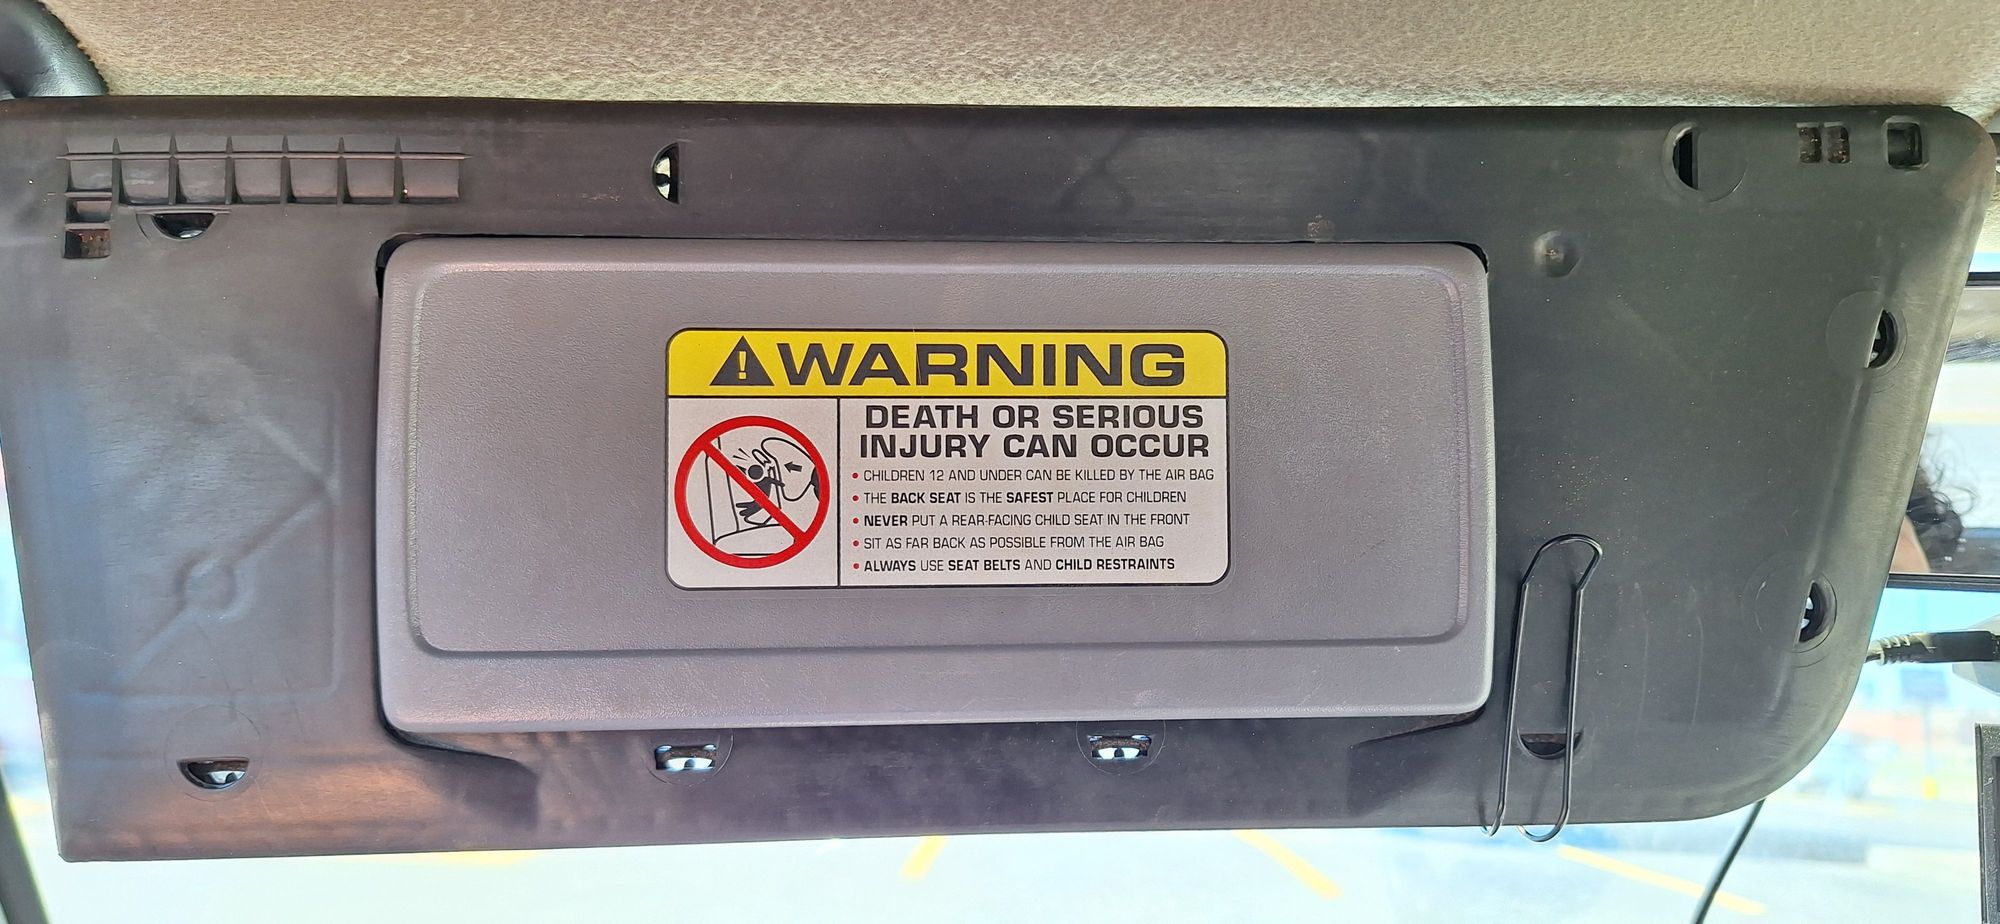 WARNING
DEATH OR SERIOUS
INJURY CAN OCCUR
• CHILDREN 12 AND UNDER CAN BE KILLED BY THE AIR BAG
• THE BACK SEAT IS THE SAFEST PLACE FOR CHILDREN
• NEVER PUT A REAR-FACING CHILD SEAT IN THE FRONT
• SIT AS FAR BACK AS POSSIBLE FROM THE AIR BAG
• ALWAYS USE SEAT BELTS AND CHILD RESTRAINTS